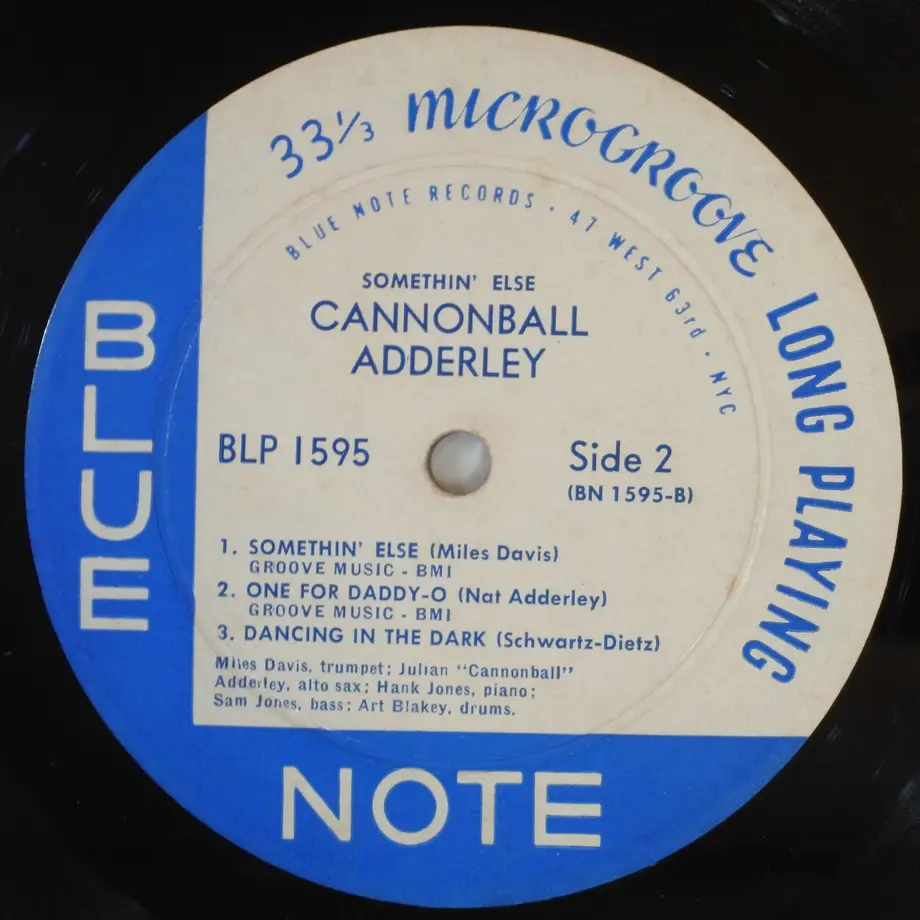 33⅓ MICROGROOVE LONG PLAYING
BLUE NOTE RECORDS · 47 WEST 63rd · NYC
SOMETHIN' ELSE
CANNONBALL
ADDERLEY
BLP 1595
Side 2
(BN 1595-B)
1. SOMETHIN' ELSE (Miles Davis)
GROOVE MUSIC - BMI
2. ONE FOR DADDY-O (Nat Adderley)
GROOVE MUSIC - BMI
3. DANCING IN THE DARK (Schwartz-Dietz)
Miles Davis, trumpet; Julian "Cannonball"
Adderley, alto sax; Hank Jones, piano;
Sam Jones, bass; Art Blakey, drums.
BLUE
NOTE